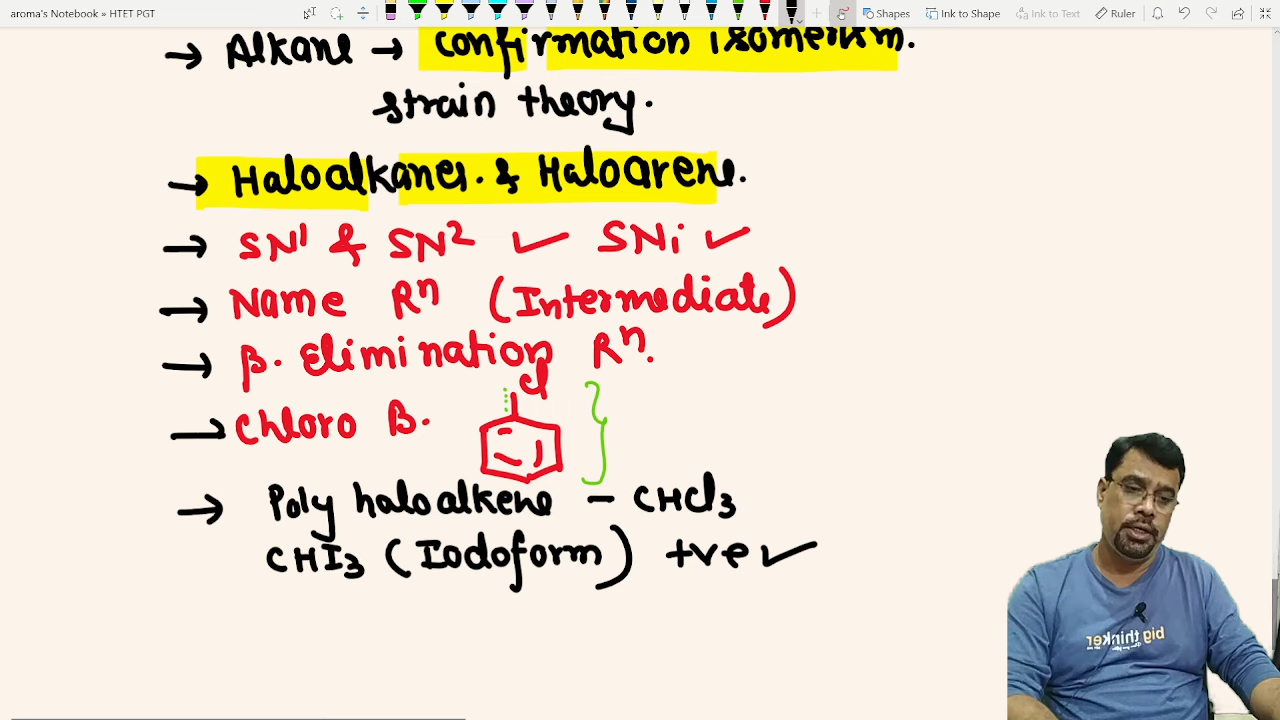 aroma's Notebook » HTET PGT
Shapes
Ink to Shape
Ink to Text
Ruler
→ Alkane → Confirmation isomerism.
strain theory.
→ Haloalkanes. & Haloarene.
→ SN1 & SN2 ✓ SNi ✓
→ Name Rn (Intermediate)
→ β. Elimination Rn.
→ Chloro B.
Cl
→ Poly haloalkene - CHCl3
CHI3 (Iodoform) +ve ✓
big thinker